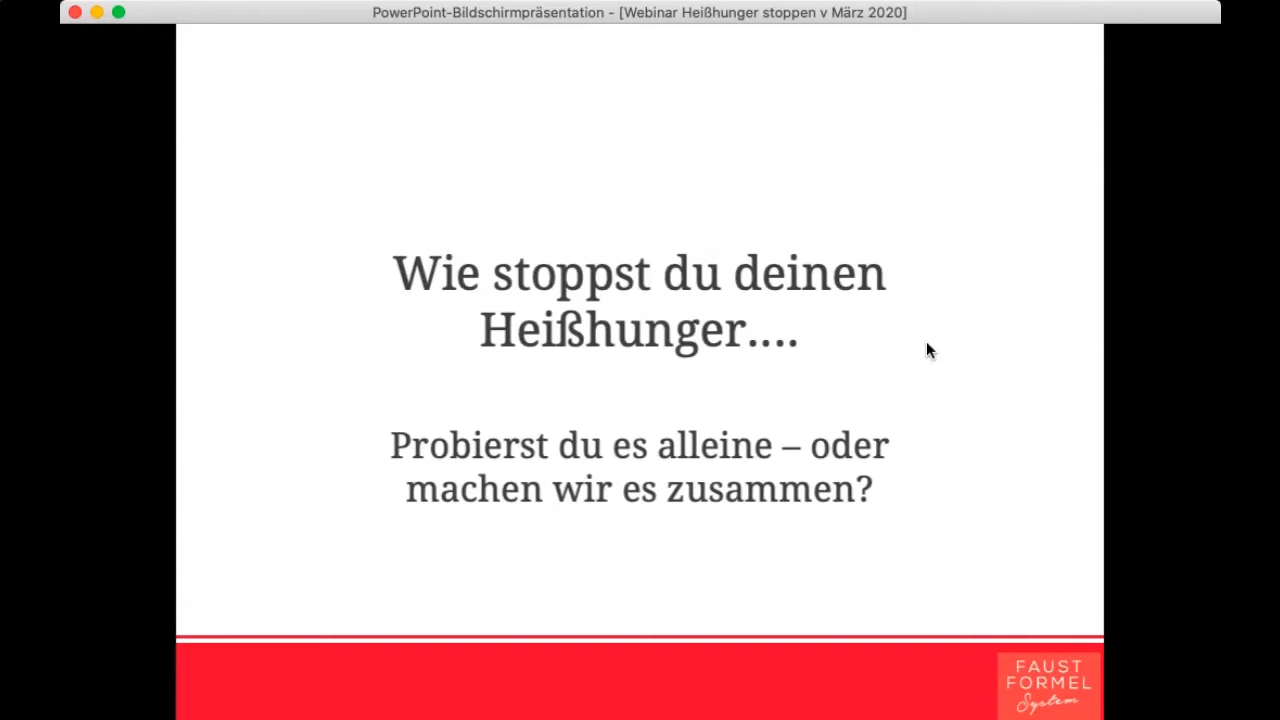 PowerPoint-Bildschirmpräsentation - [Webinar Heißhunger stoppen v März 2020]
Wie stoppst du deinen
Heißhunger....
Probierst du es alleine – oder
machen wir es zusammen?
FAUST
FORMEL
System